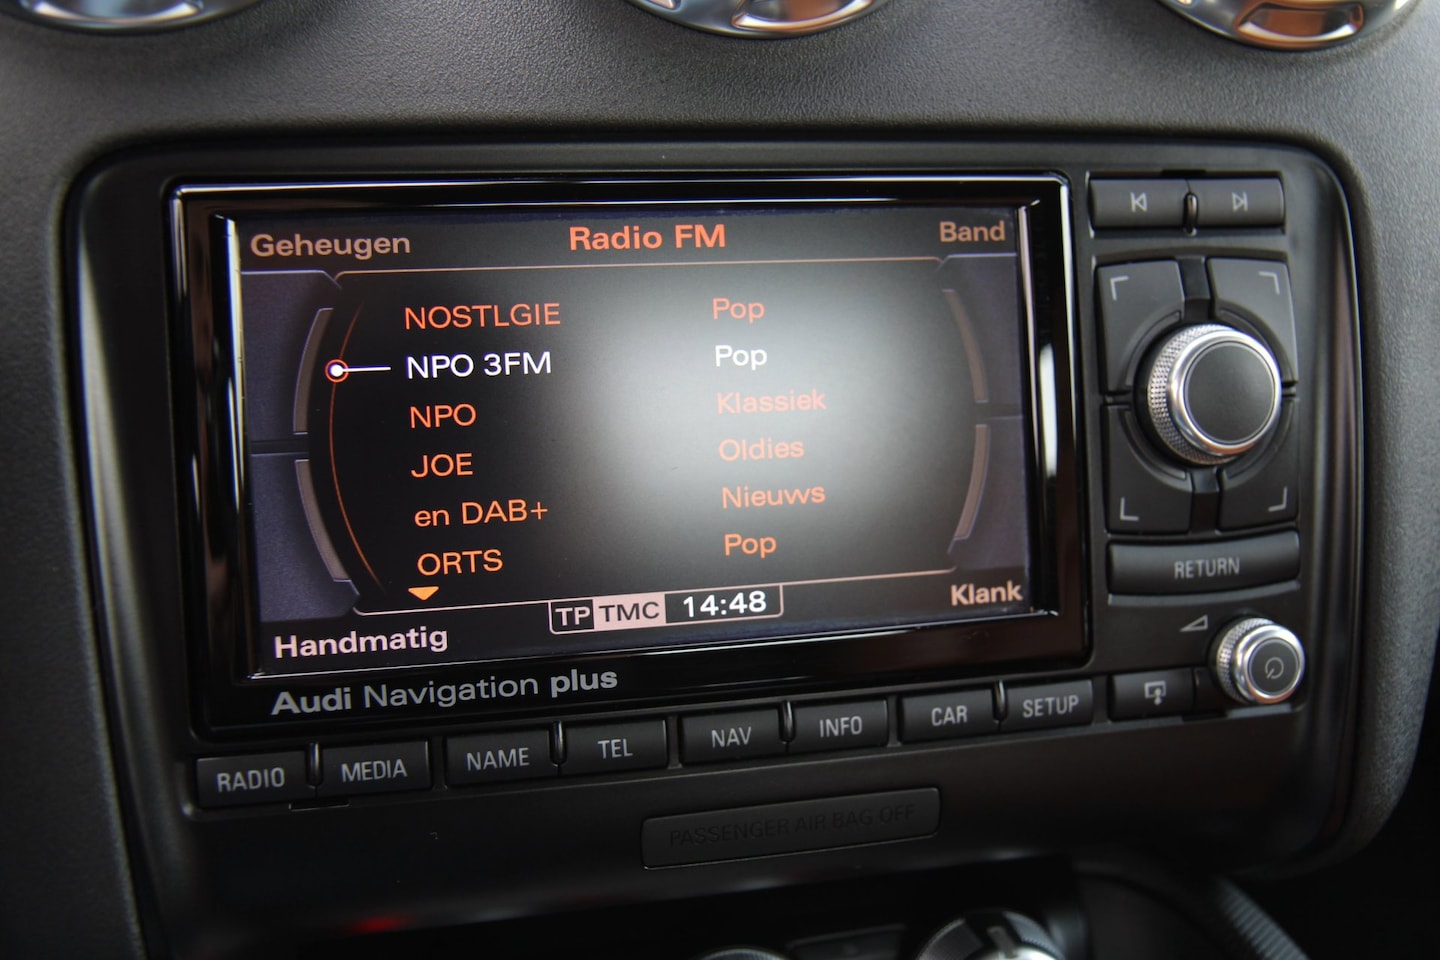 Geheugen Radio FM Band
NOSTLGIE Pop
NPO 3FM Pop
NPO Klassiek
JOE Oldies
en DAB+ Nieuws
ORTS Pop
Handmatig TP TMC 14:48 Klank
Audi Navigation plus
RETURN
RADIO MEDIA NAME TEL NAV INFO CAR SETUP
PASSENGER AIR BAG OFF